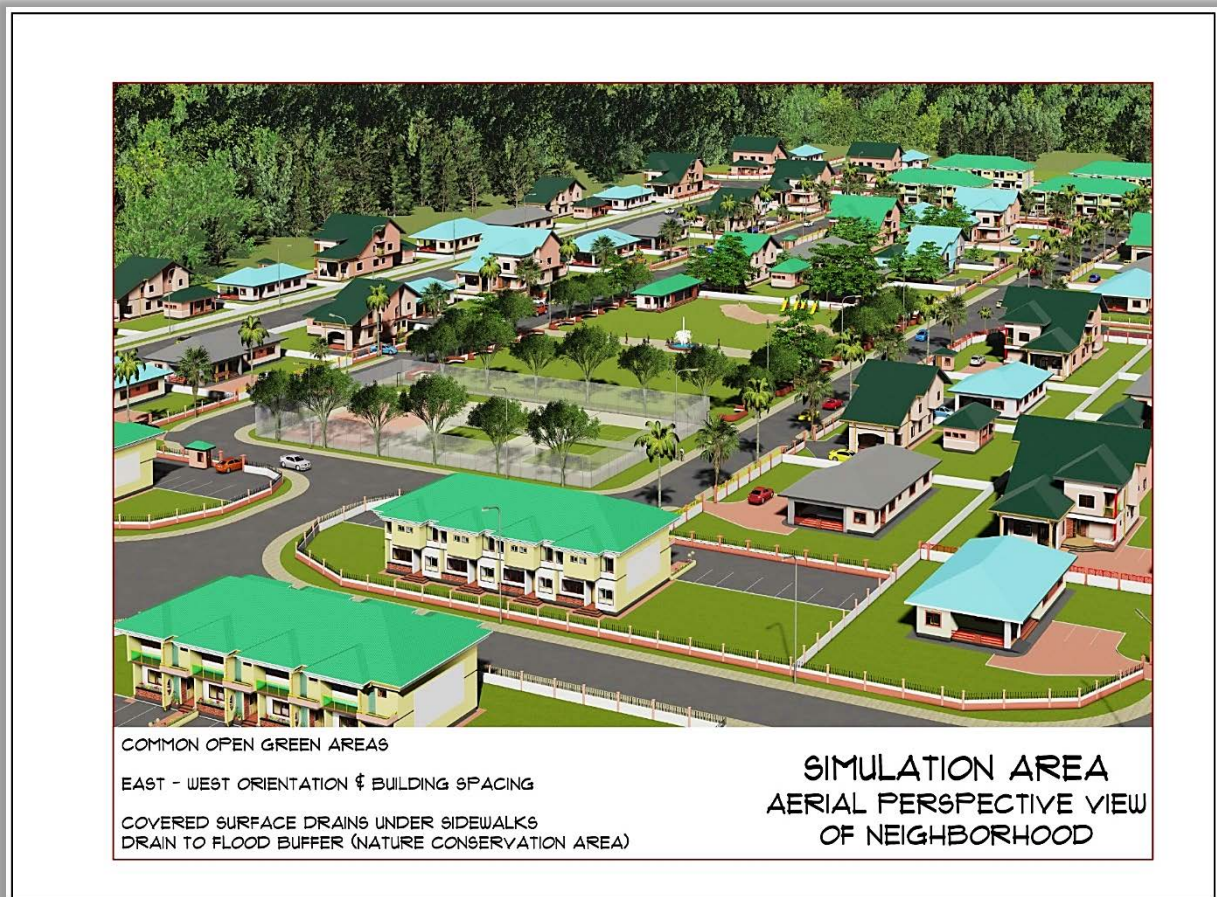 COMMON OPEN GREEN AREAS
EAST - WEST ORIENTATION & BUILDING SPACING
COVERED SURFACE DRAINS UNDER SIDEWALKS
DRAIN TO FLOOD BUFFER (NATURE CONSERVATION AREA)
SIMULATION AREA
AERIAL PERSPECTIVE VIEW
OF NEIGHBORHOOD